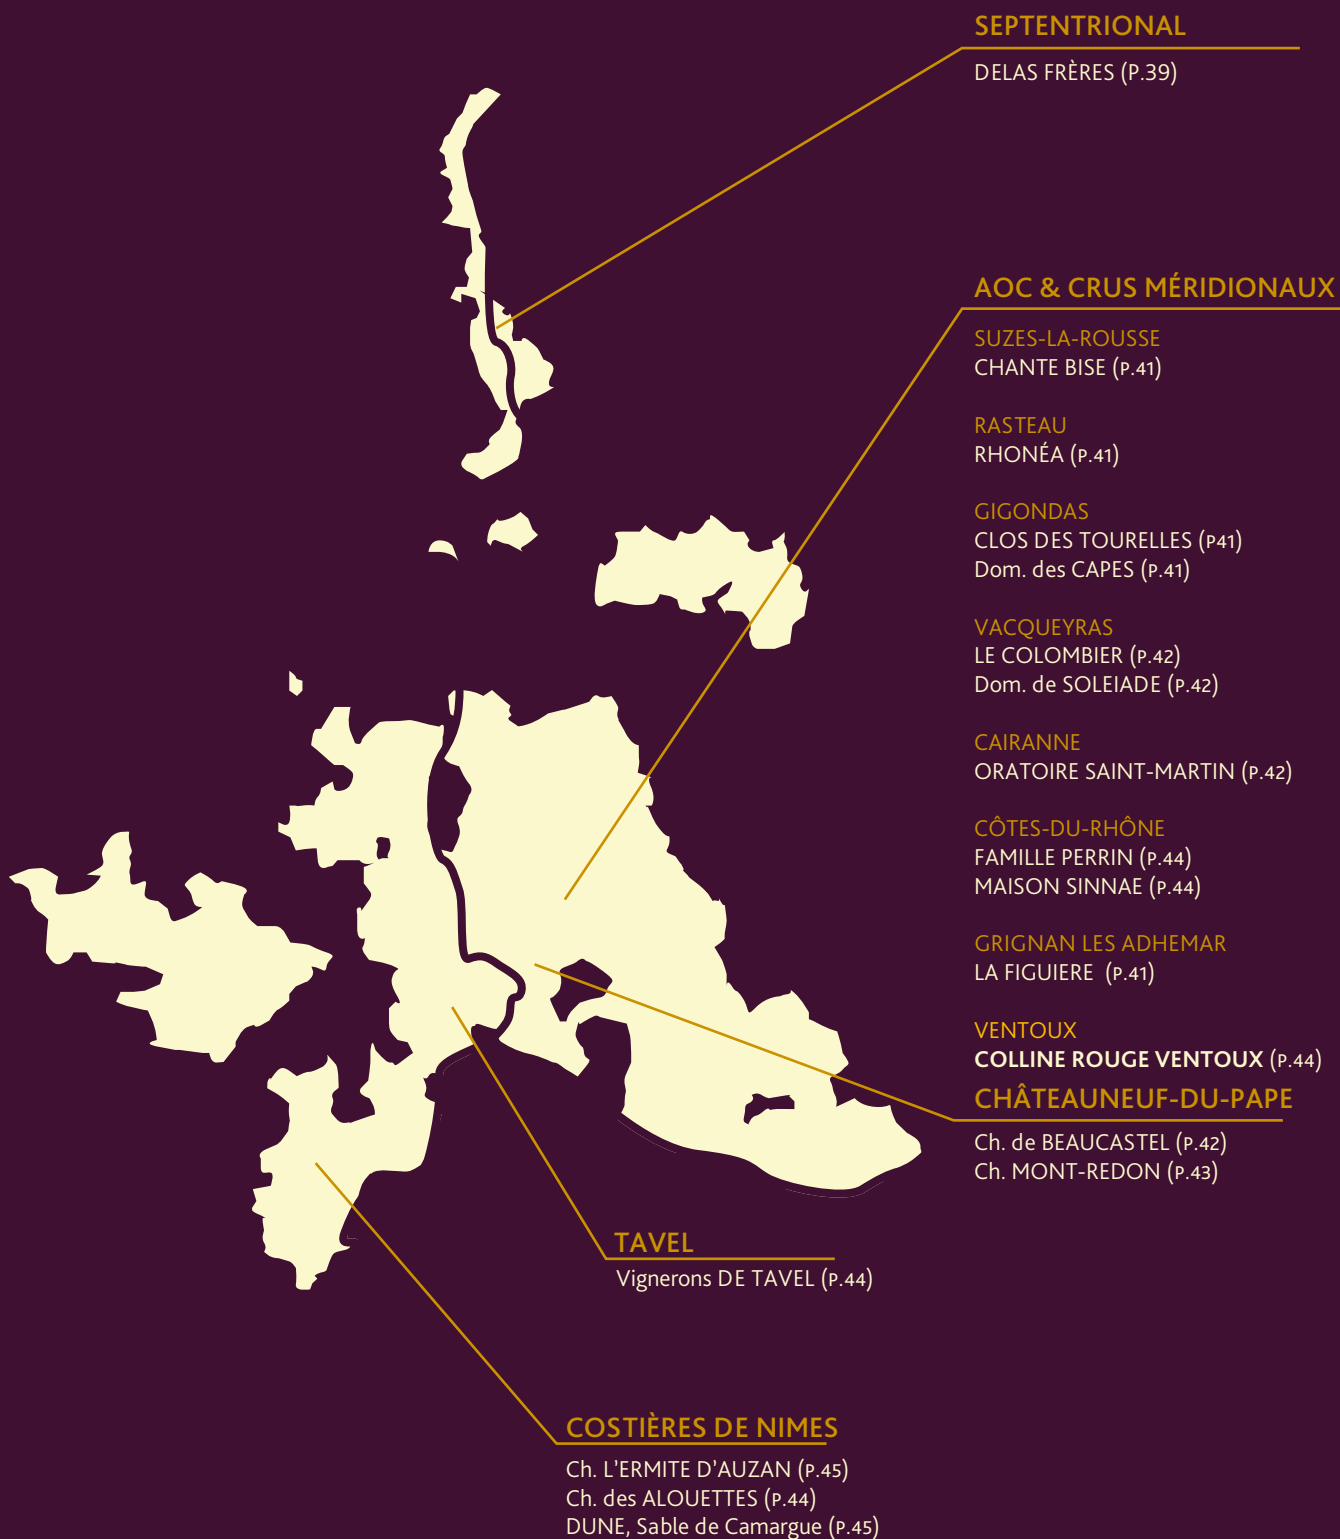 SEPTENTRIONAL
DELAS FRÈRES (P.39)
AOC & CRUS MÉRIDIONAUX
SUZES-LA-ROUSSE
CHANTE BISE (P.41)
RASTEAU
RHONÉA (P.41)
GIGONDAS
CLOS DES TOURELLES (P41)
Dom. des CAPES (P.41)
VACQUEYRAS
LE COLOMBIER (P.42)
Dom. de SOLEIADE (P.42)
CAIRANNE
ORATOIRE SAINT-MARTIN (P.42)
CÔTES-DU-RHÔNE
FAMILLE PERRIN (P.44)
MAISON SINNAE (P.44)
GRIGNAN LES ADHEMAR
LA FIGUIERE (P.41)
VENTOUX
COLLINE ROUGE VENTOUX (P.44)
CHÂTEAUNEUF-DU-PAPE
Ch. de BEAUCASTEL (P.42)
Ch. MONT-REDON (P.43)
TAVEL
Vignerons DE TAVEL (P.44)
COSTIÈRES DE NIMES
Ch. L'ERMITE D'AUZAN (P.45)
Ch. des ALOUETTES (P.44)
DUNE, Sable de Camargue (P.45)